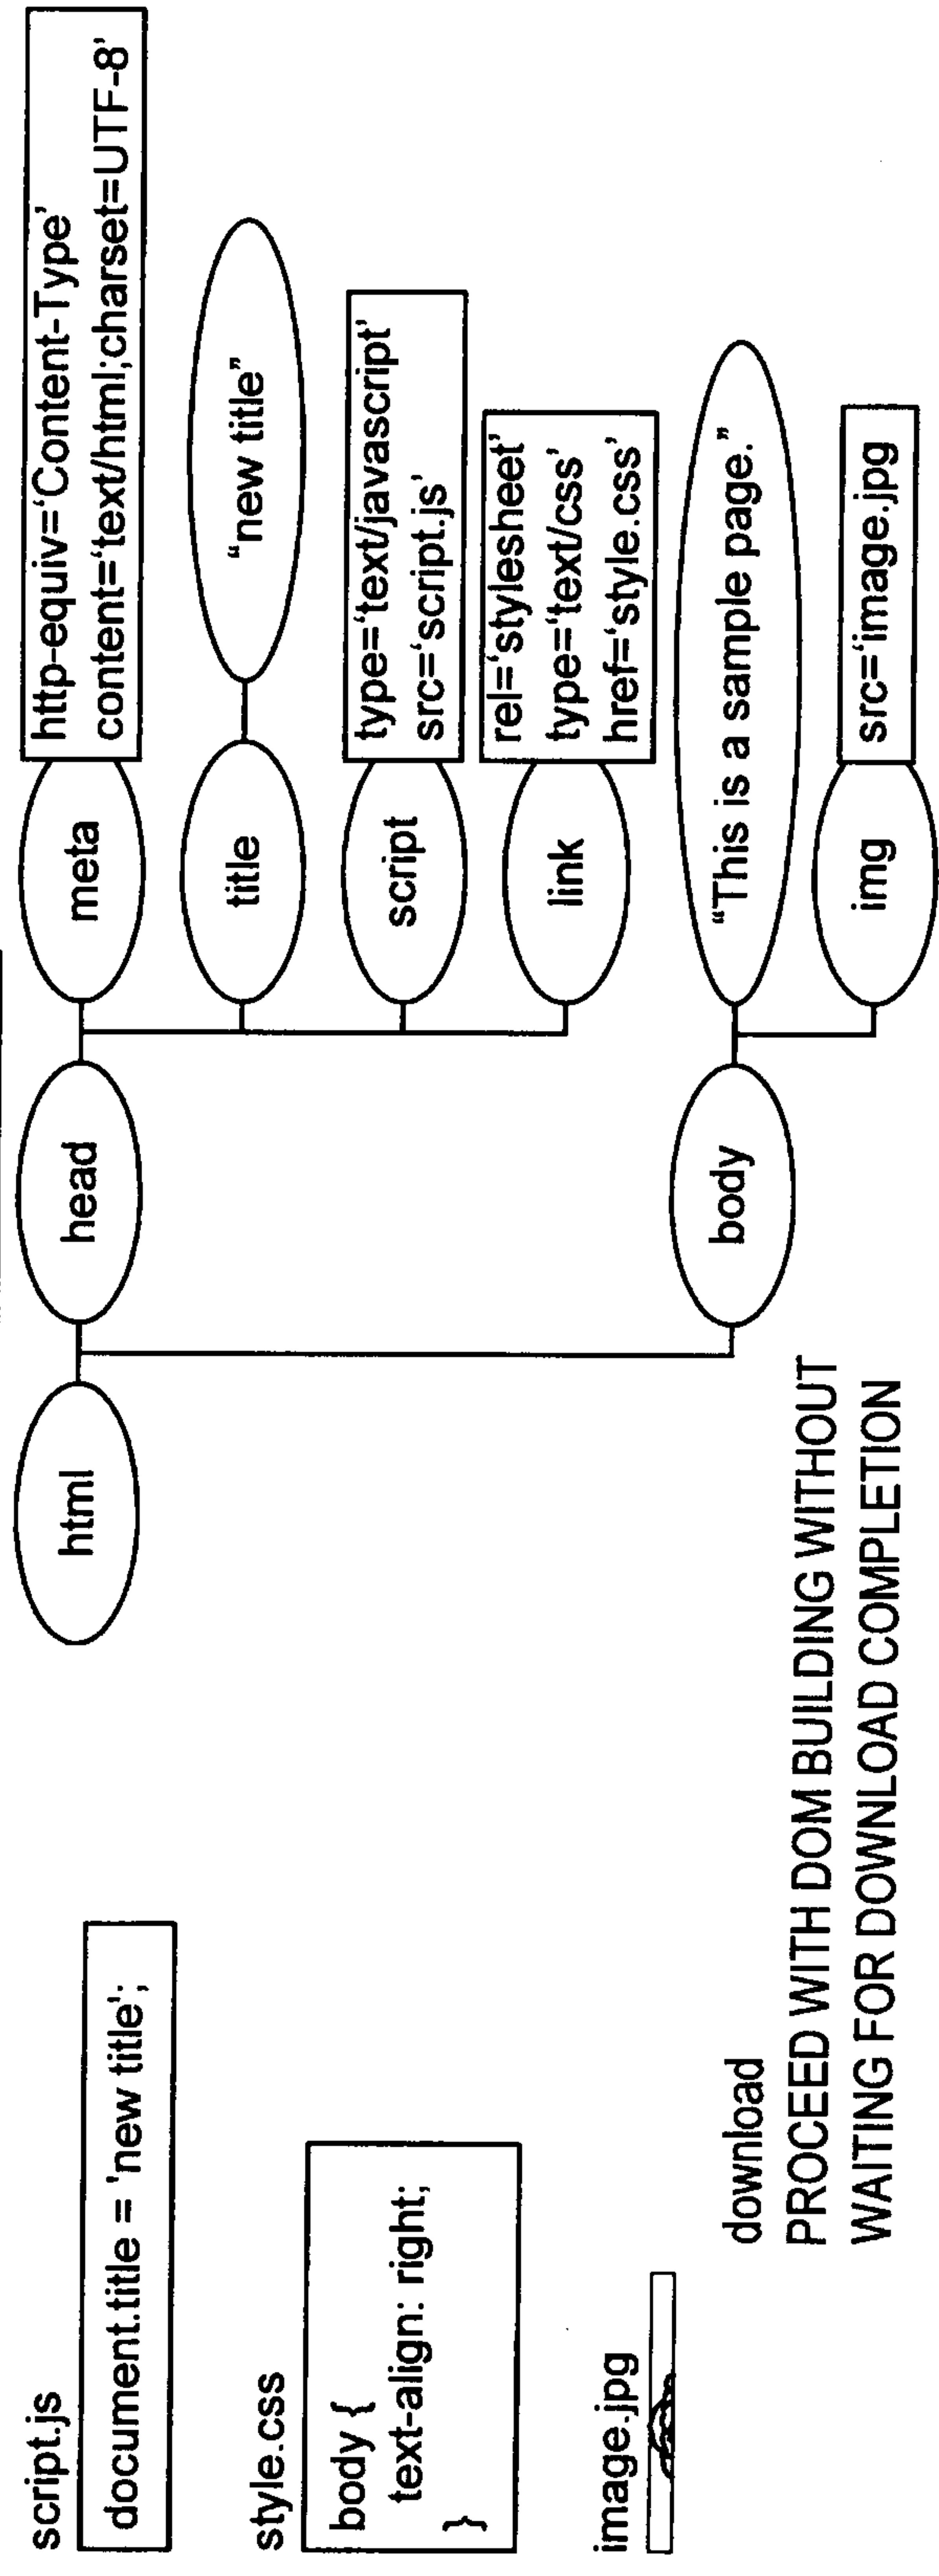 script.js
document.title = 'new title';
style.css
body {
text-align: right;
}
image.jpg
download
PROCEED WITH DOM BUILDING WITHOUT
WAITING FOR DOWNLOAD COMPLETION
html
head
meta
http-equiv=‘Content-Type’
content=‘text/html;charset=UTF-8’
title
“new title”
script
type=‘text/javascript’
src=‘script.js’
link
rel=‘stylesheet’
type=‘text/css’
href=‘style.css’
body
“This is a sample page.”
img
src=‘image.jpg